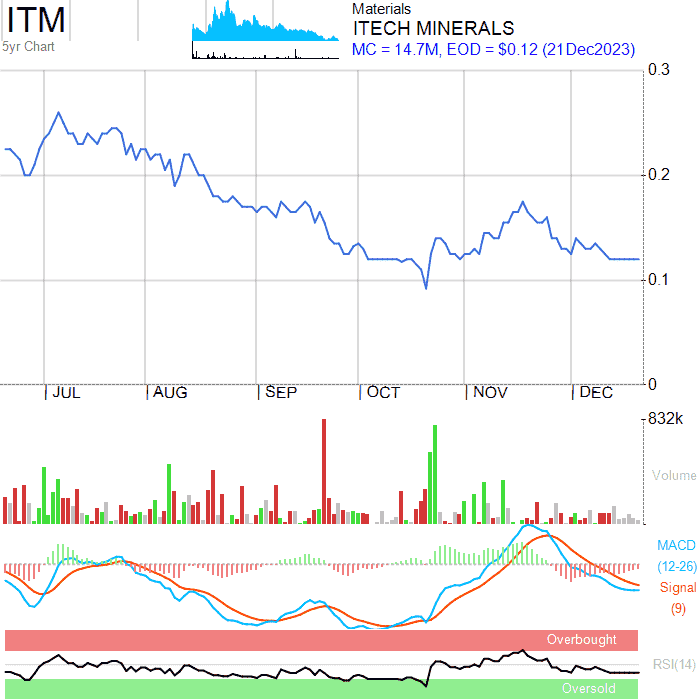 ITM
5yr Chart
Materials
ITECH MINERALS
MC = 14.7M, EOD = $0.12 (21Dec2023)
0.3
0.2
0.1
0
JUL AUG SEP OCT NOV DEC
832k
Volume
MACD
(12-26)
Signal
(9)
Overbought
RSI(14)
Oversold